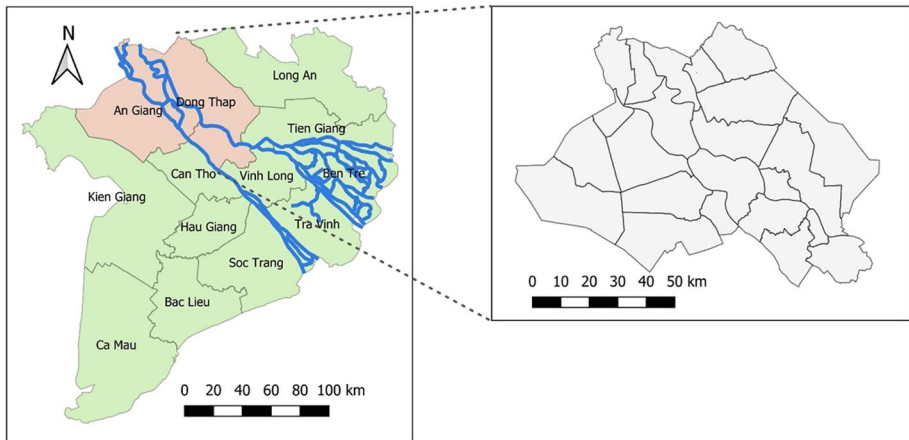 N
Long An
Dong Thap
An Giang
Tien Giang
Can Tho
Vinh Long
Ben Tre
Kien Giang
Hau Giang
Tra Vinh
Soc Trang
Bac Lieu
Ca Mau
0 20 40 60 80 100 km
0 10 20 30 40 50 km